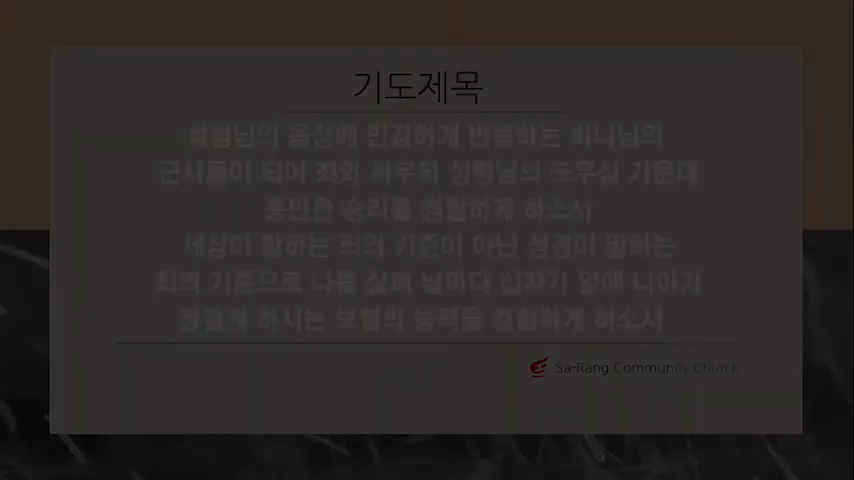 기도제목
성령님의 음성에 민감하게 반응하는 하나님의
군사들이 되어 죄와 싸우되 성령님의 도우심 가운데
충만한 승리를 경험하게 하소서
세상이 말하는 죄의 기준이 아닌 성경이 말하는
죄의 기준으로 나를 살펴 날마다 십자가 앞에 나아가
정결케 하시는 보혈의 능력을 경험하게 하소서
Sa-Rang Community Church